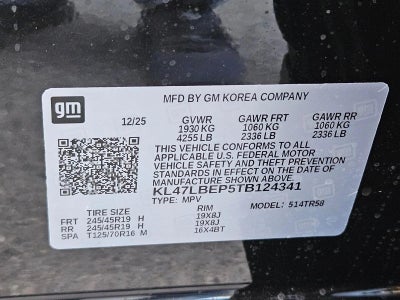 gm
MFD BY GM KOREA COMPANY
12/25 GVWR GAWR FRT GAWR RR
1930 KG 1060 KG 1060 KG
4255 LB 2336 LB 2336 LB
THIS VEHICLE CONFORMS TO ALL
APPLICABLE U.S. FEDERAL MOTOR
VEHICLE SAFETY AND THEFT PREVENTION
STANDARDS IN EFFECT ON THE DATE
OF MANUFACTURE SHOWN ABOVE.
KL47LBEP5TB124341
TYPE: MPV MODEL: 514TR58
TIRE SIZE RIM
FRT 245/45R19 H 19X8J
RR 245/45R19 H 19X8J
SPA T125/70R16 M 16X4BT